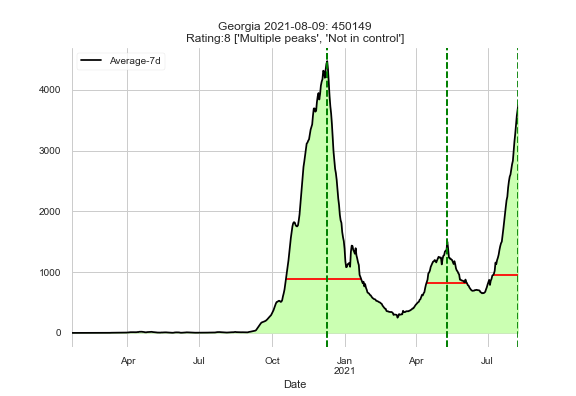 Georgia 2021-08-09: 450149
Rating:8 ['Multiple peaks', 'Not in control']
Average-7d
4000
3000
2000
1000
0
Apr
Jul
Oct
Jan
2021
Apr
Jul
Date